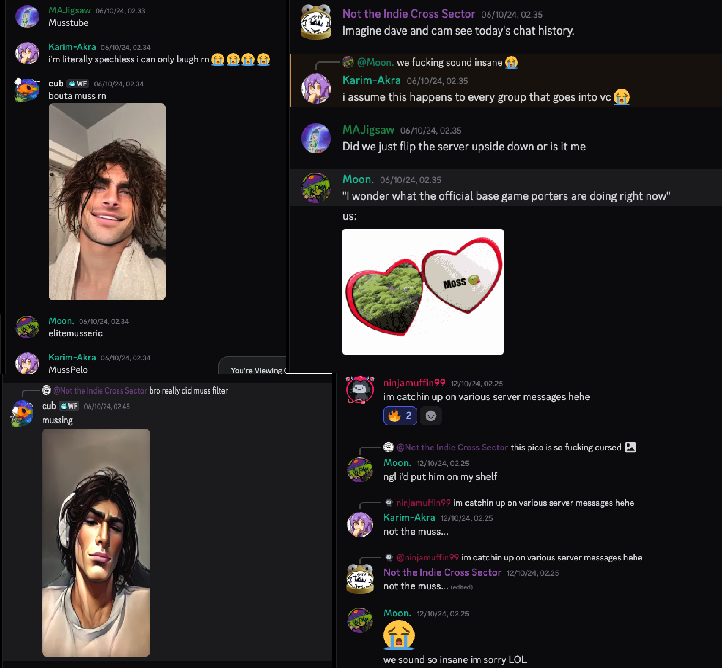 MAJigsaw 06/10/24, 02.33
Musstube
Karim-Akra 06/10/24, 02.34
i'm literally spechless i can only laugh rn 😭😭😭😭
cub WF 06/10/24, 02.34
bouta muss rn
Moon. 06/10/24, 02.34
elitemusseric
Karim-Akra 06/10/24, 02.34
MussPelo
You're Viewing
Not the Indie Cross Sector 06/10/24, 02.35
Imagine dave and cam see today's chat history.
@Moon. we fucking sound insane 😭
Karim-Akra 06/10/24, 02.35
i assume this happens to every group that goes into vc 😭
MAJigsaw 06/10/24, 02.35
Did we just flip the server upside down or is it me
Moon. 06/10/24, 02.35
"I wonder what the official base game porters are doing right now"
us:
Moss
@Not the Indie Cross Sector bro really did muss filter
cub WF 06/10/24, 02.45
mussing
ninjamuffin99 12/10/24, 02.25
im catchin up on various server messages hehe
🔥 2
@Not the Indie Cross Sector this pico is so fucking cursed
Moon. 12/10/24, 02.25
ngl i'd put him on my shelf
ninjamuffin99 im catchin up on various server messages hehe
Karim-Akra 12/10/24, 02.25
not the muss...
@ninjamuffin99 im catchin up on various server messages hehe
Not the Indie Cross Sector 12/10/24, 02.25
not the muss... (edited)
Moon. 12/10/24, 02.25
😭
we sound so insane im sorry LOL